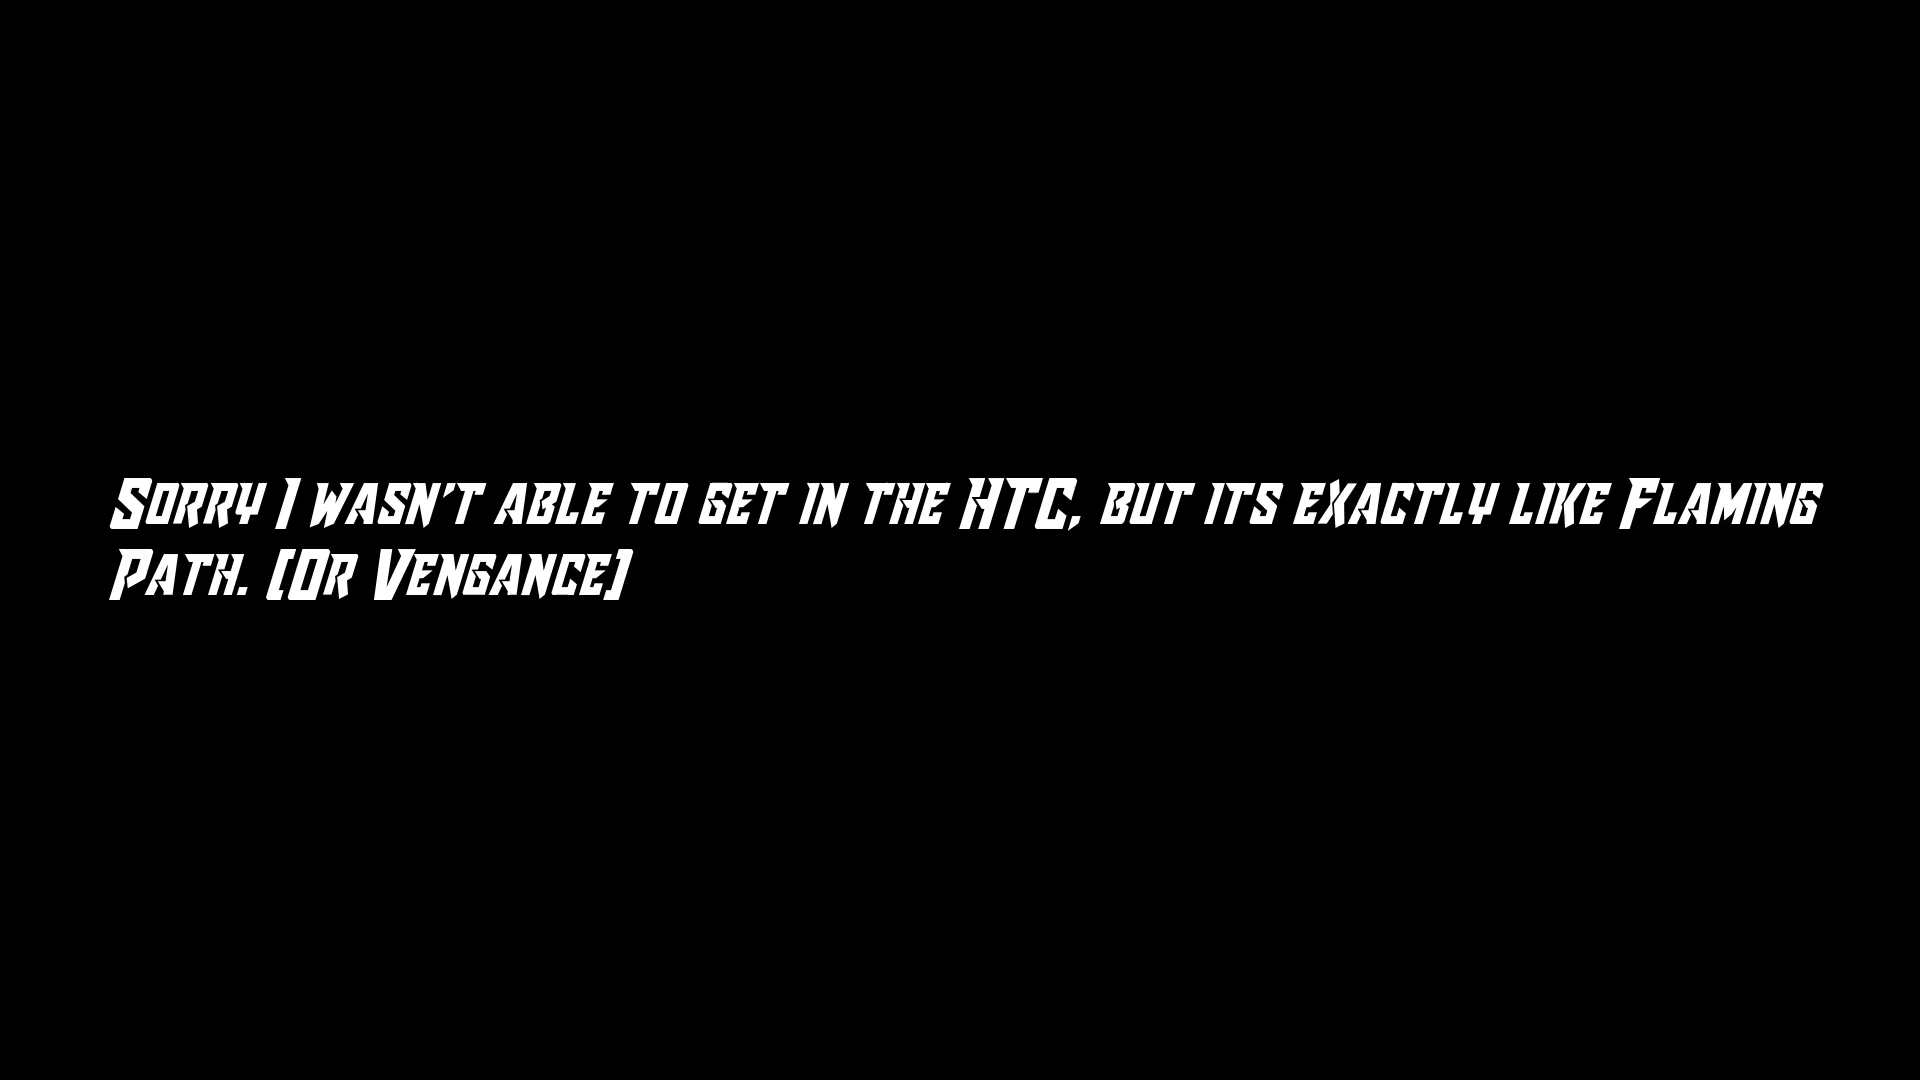 Sorry I wasn't able to get in the HTC, but its exactly like Flaming
Path. (Or Vengance)